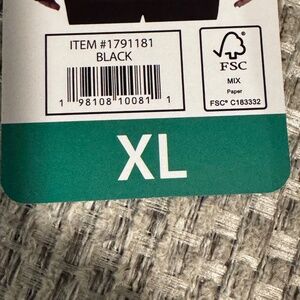 ITEM #1791181
BLACK
1 98108 10081 1
FSC
MIX
Paper
FSC® C183332
XL